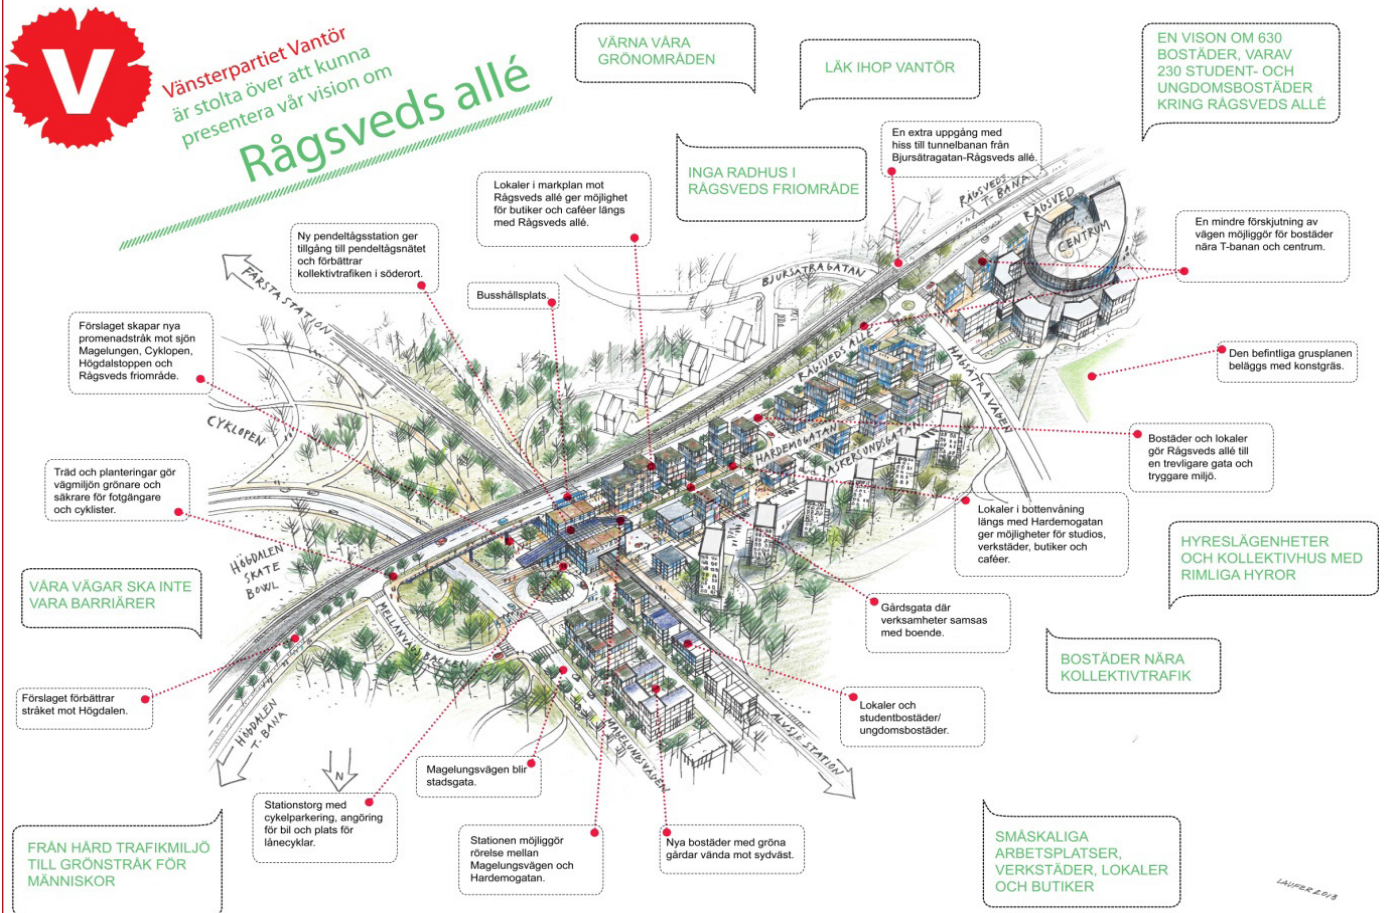 V
Vänsterpartiet Vantör
är stolta över att kunna
presentera vår vision om
Rågsveds allé
VÄRNA VÅRA
GRÖNOMRÅDEN
LÄK IHOP VANTÖR
EN VISON OM 630
BOSTÄDER, VARAV
230 STUDENT- OCH
UNGDOMSBOSTÄDER
KRING RÅGSVEDS ALLÉ
INGA RADHUS I
RÅGSVEDS FRIOMRÅDE
En extra uppgång med
hiss till tunnelbanan från
Bjursätragatan-Rågsveds allé.
Lokaler i markplan mot
Rågsveds allé ger möjlighet
för butiker och caféer längs
med Rågsveds allé.
Ny pendeltågsstation ger
tillgång till pendeltågsnätet
och förbättrar
kollektivtrafiken i söderort.
Busshållsplats.
En mindre förskjutning av
vägen möjliggör för bostäder
nära T-banan och centrum.
Förslaget skapar nya
promenadstråk mot sjön
Magelungen, Cyklopen,
Högdalstoppen och
Rågsveds friområde.
Den befintliga grusplanen
beläggs med konstgräs.
Träd och planteringar gör
vägmiljön grönare och
säkrare för fotgängare
och cyklister.
Bostäder och lokaler
gör Rågsveds allé till
en trevligare gata och
tryggare miljö.
Lokaler i bottenvåning
längs med Hardemogatan
ger möjligheter för studios,
verkstäder, butiker och
caféer.
HYRESLÄGENHETER
OCH KOLLEKTIVHUS MED
RIMLIGA HYROR
VÅRA VÄGAR SKA INTE
VARA BARRIÄRER
Gårdsgata där
verksamheter samsas
med boende.
BOSTÄDER NÄRA
KOLLEKTIVTRAFIK
Förslaget förbättrar
stråket mot Högdalen.
Lokaler och
studentbostäder/
ungdomsbostäder.
Magelungsvägen blir
stadsgata.
Stationstorg med
cykelparkering, angöring
för bil och plats för
lånecyklar.
Stationen möjliggör
rörelse mellan
Magelungsvägen och
Hardemogatan.
Nya bostäder med gröna
gårdar vända mot sydväst.
FRÅN HÅRD TRAFIKMILJÖ
TILL GRÖNSTRÅK FÖR
MÄNNISKOR
SMÅSKALIGA
ARBETSPLATSER,
VERKSTÄDER, LOKALER
OCH BUTIKER
FARSTA STATION
CYKLOPEN
HÖGDALEN
SKATE
BOWL
HÖGDALEN
T. BANA
N
MELLANVÄGSBACKEN
MAGELUNGSVÄGEN
ÄLVSJÖ STATION
BJURSÄTRAGATAN
RÅGSVEDS
T. BANA
RÅGSVED
CENTRUM
RÅGSVEDS ALLÉ
HAGSÄTRAVÄGEN
HARDEMOGATAN
ASKERSUNDSGATAN
LAUFER 2013